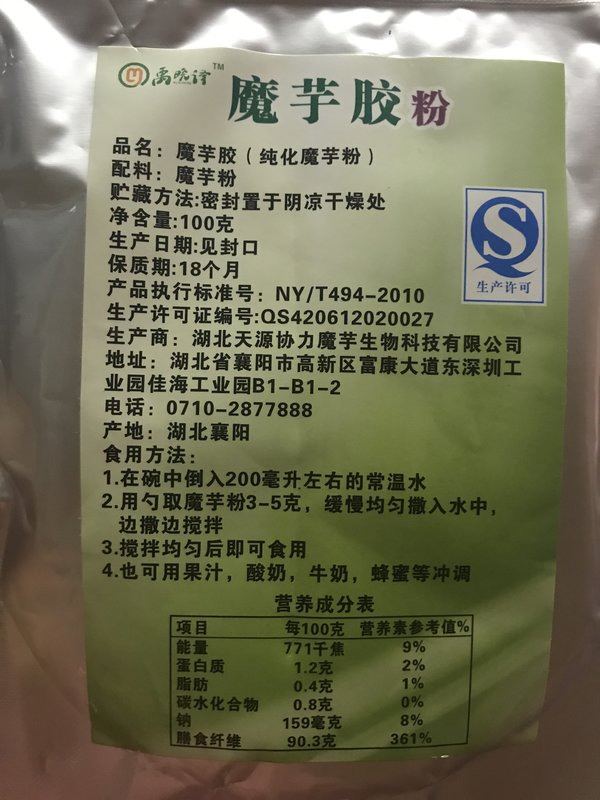 禹晓诠™
魔芋胶粉
品名：魔芋胶（纯化魔芋粉）
配料：魔芋粉
贮藏方法:密封置于阴凉干燥处
净含量:100克
生产日期:见封口
保质期:18个月
产品执行标准号：NY/T494-2010
生产许可证编号:QS420612020027
生产商：湖北天源协力魔芋生物科技有限公司
地址：湖北省襄阳市高新区富康大道东深圳工
业园佳海工业园B1-B1-2
电话：0710-2877888
产地：湖北襄阳
生产许可
食用方法：
1.在碗中倒入200毫升左右的常温水
2.用勺取魔芋粉3-5克，缓慢均匀撒入水中，
边撒边搅拌
3.搅拌均匀后即可食用
4.也可用果汁，酸奶，牛奶，蜂蜜等冲调
营养成分表
项目 每100克 营养素参考值%
能量 771千焦 9%
蛋白质 1.2克 2%
脂肪 0.4克 1%
碳水化合物 0.8克 0%
钠 159毫克 8%
膳食纤维 90.3克 361%